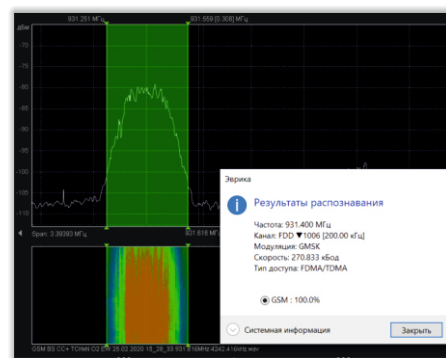 дБм
931.251 МГц
931.559 [0.308] МГц
-70
-75
-80
-85
-90
-95
-100
-105
-110
Span: 3.39393 МГц
931.616 МГц
Эврика
Результаты распознавания
Частота: 931.400 МГц
Канал: FDD ▼1006 [200.00 кГц]
Модуляция: GMSK
Скорость: 270.833 кБод
Тип доступа: FDMA/TDMA
GSM : 100.0%
Системная информация
Закрыть